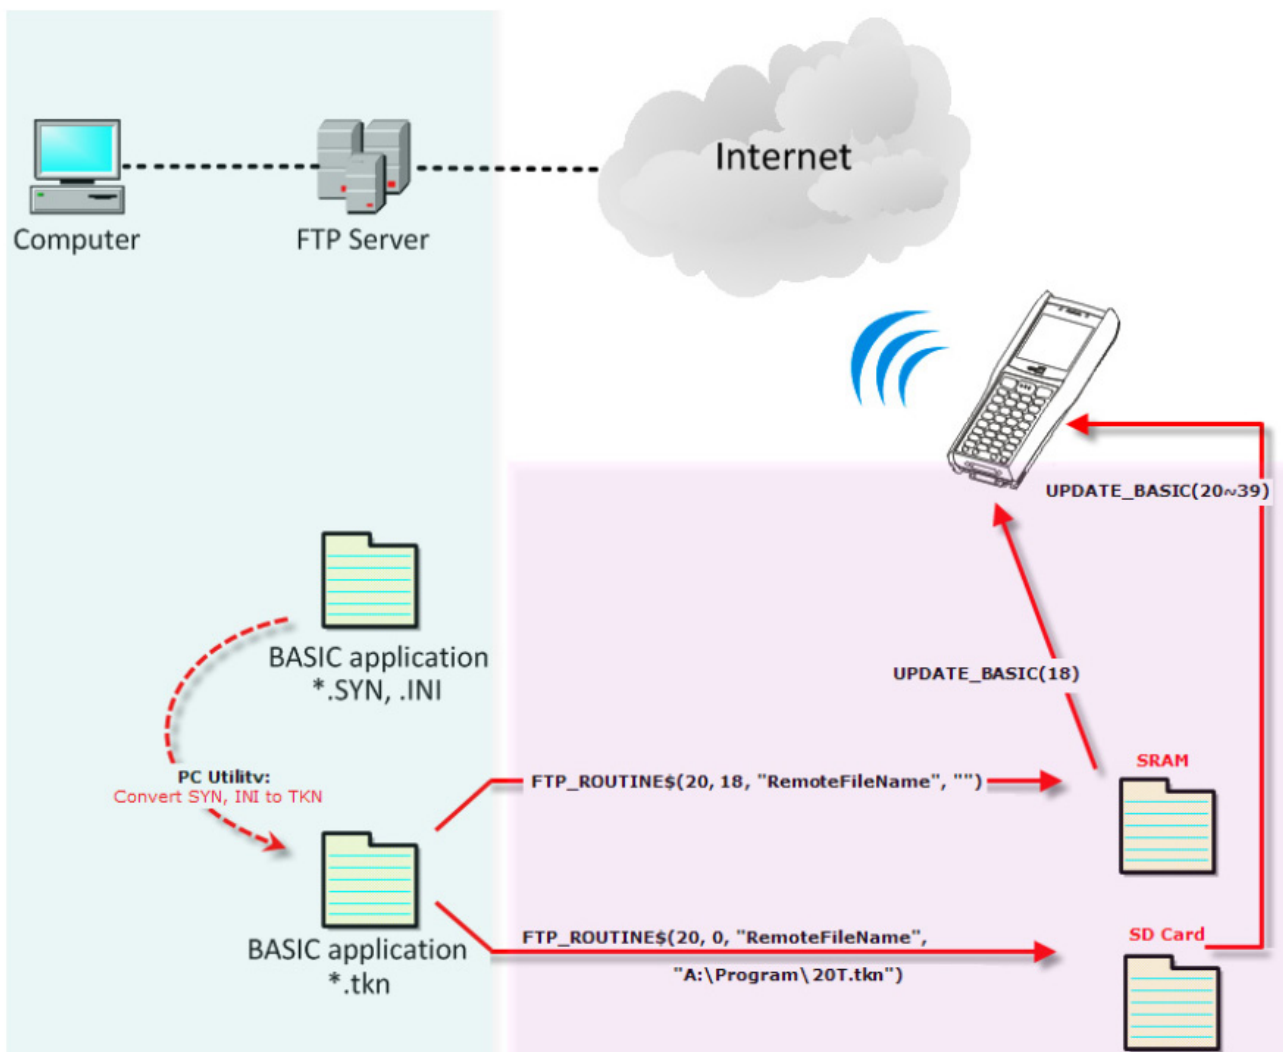 Internet
Computer
FTP Server
UPDATE_BASIC(20~39)
BASIC application
*.SYN, .INI
UPDATE_BASIC(18)
PC Utility:
Convert SYN, INI to TKN
SRAM
FTP_ROUTINE$(20, 18, "RemoteFileName", "")
BASIC application
*.tkn
FTP_ROUTINE$(20, 0, "RemoteFileName",
"A:\Program\20T.tkn")
SD Card